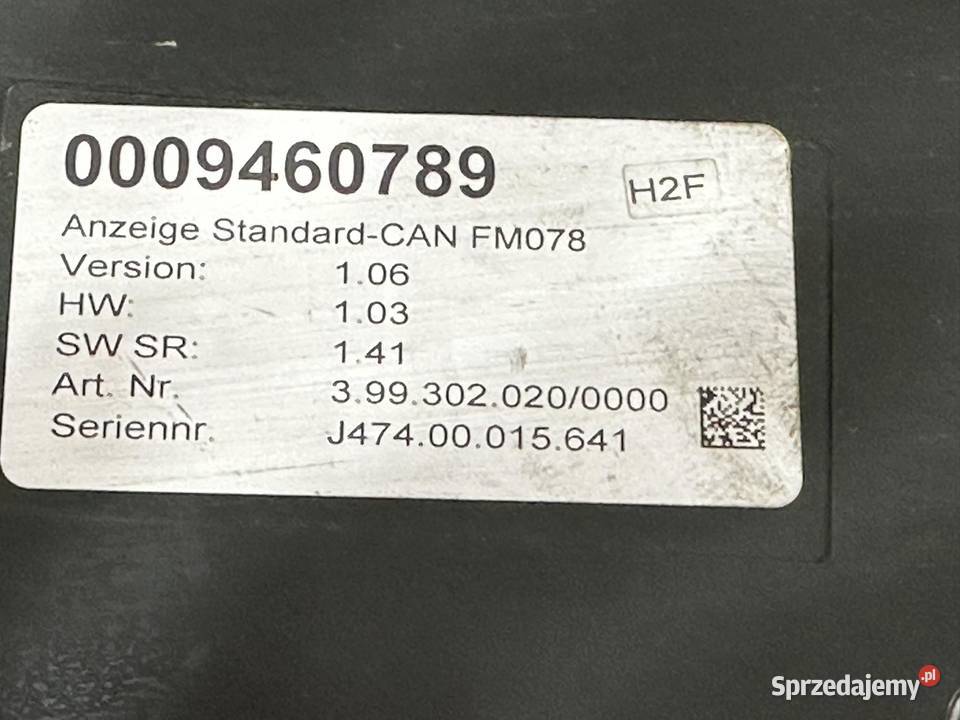 0009460789
H2F
Anzeige Standard-CAN FM078
Version: 1.06
HW: 1.03
SW SR: 1.41
Art. Nr. 3.99.302.020/0000
Seriennr. J474.00.015.641
Sprzedajemy.pl